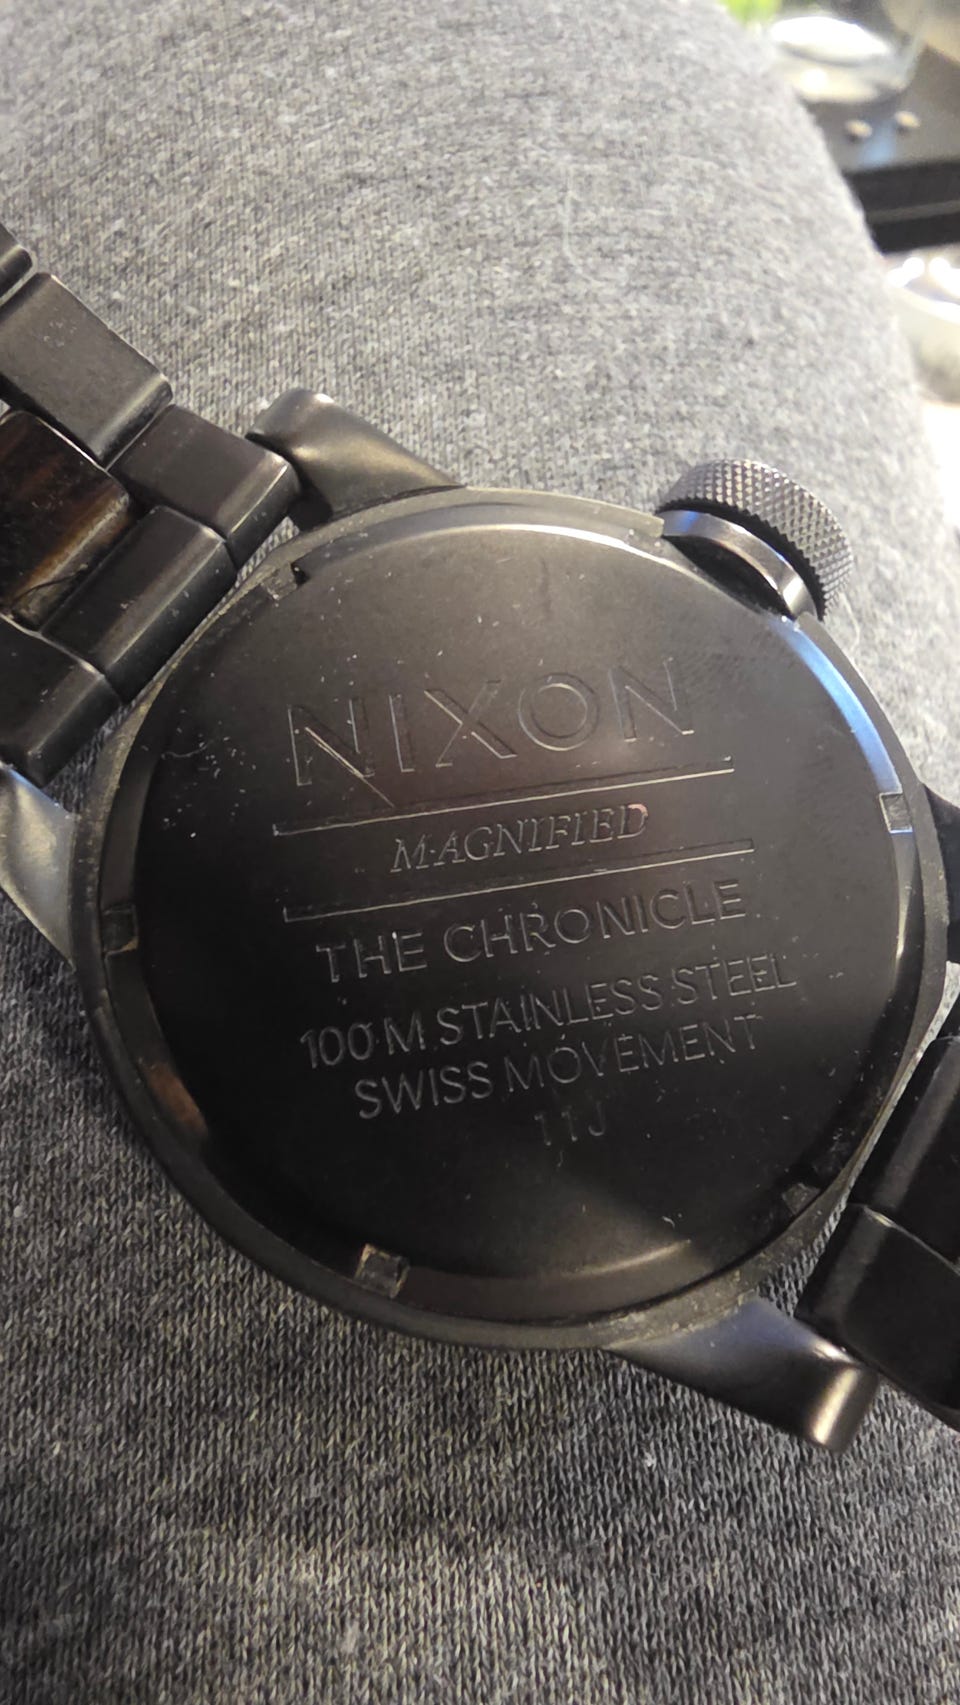 NIXON
MAGNIFIED
THE CHRONICLE
100 M STAINLESS STEEL
SWISS MOVEMENT
11J